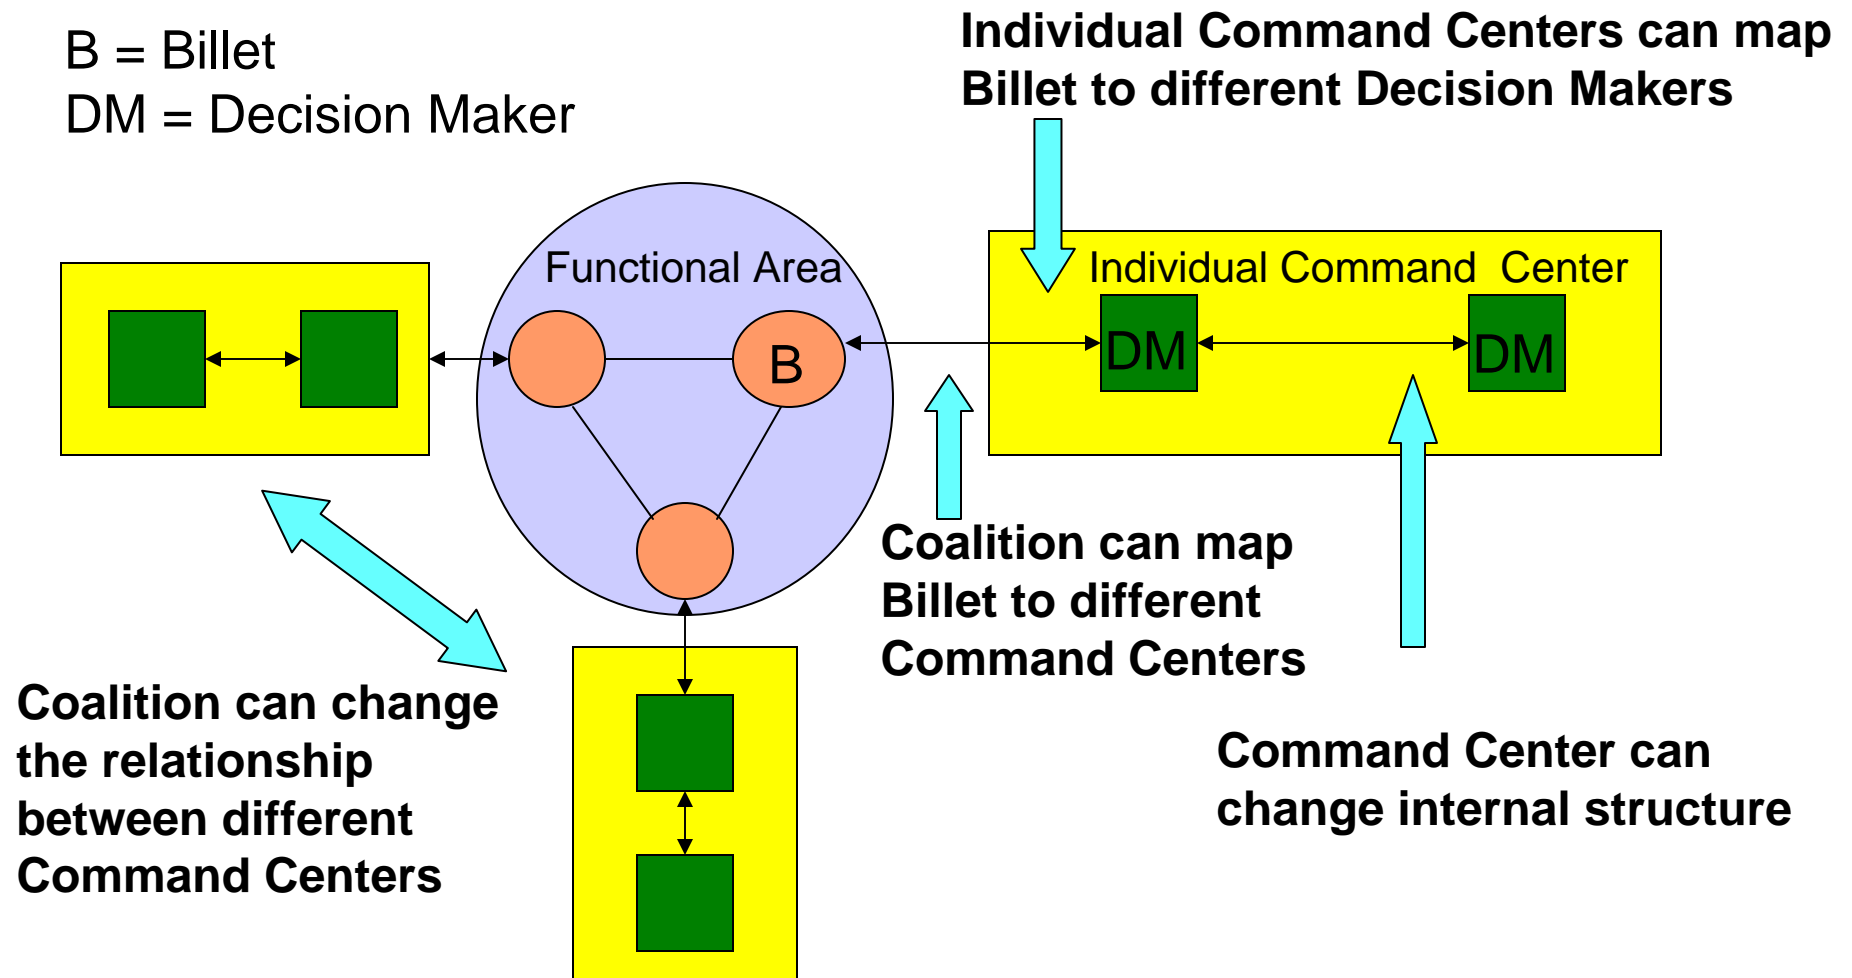 B = Billet
DM = Decision Maker
Individual Command Centers can map
Billet to different Decision Makers
Functional Area
Individual Command Center
B
DM
DM
Coalition can map
Billet to different
Command Centers
Coalition can change
the relationship
between different
Command Centers
Command Center can
change internal structure